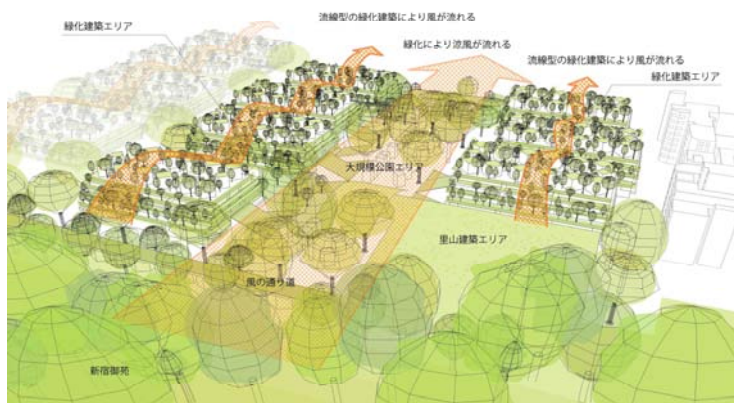 流線型の緑化建築により風が流れる
緑化建築エリア
緑化により涼風が流れる
流線型の緑化建築により風が流れる
緑化建築エリア
大規模公園エリア
里山建築エリア
風の通り道
新宿御苑